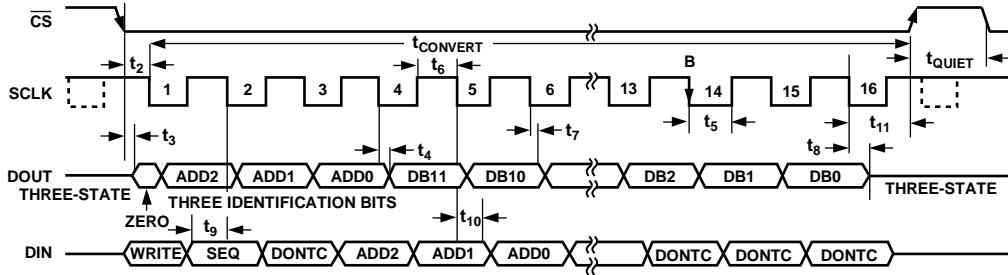 CS
tCONVERT
t2
t6
B
tQUIET
SCLK
1 2 3 4 5 6 13 14 15 16
t3
t4
t7
t5
t8
t11
DOUT
ADD2 ADD1 ADD0 DB11 DB10 DB2 DB1 DB0
THREE-STATE
THREE IDENTIFICATION BITS
THREE-STATE
ZERO
t9
t10
DIN
WRITE SEQ DONTC ADD2 ADD1 ADD0 DONTC DONTC DONTC